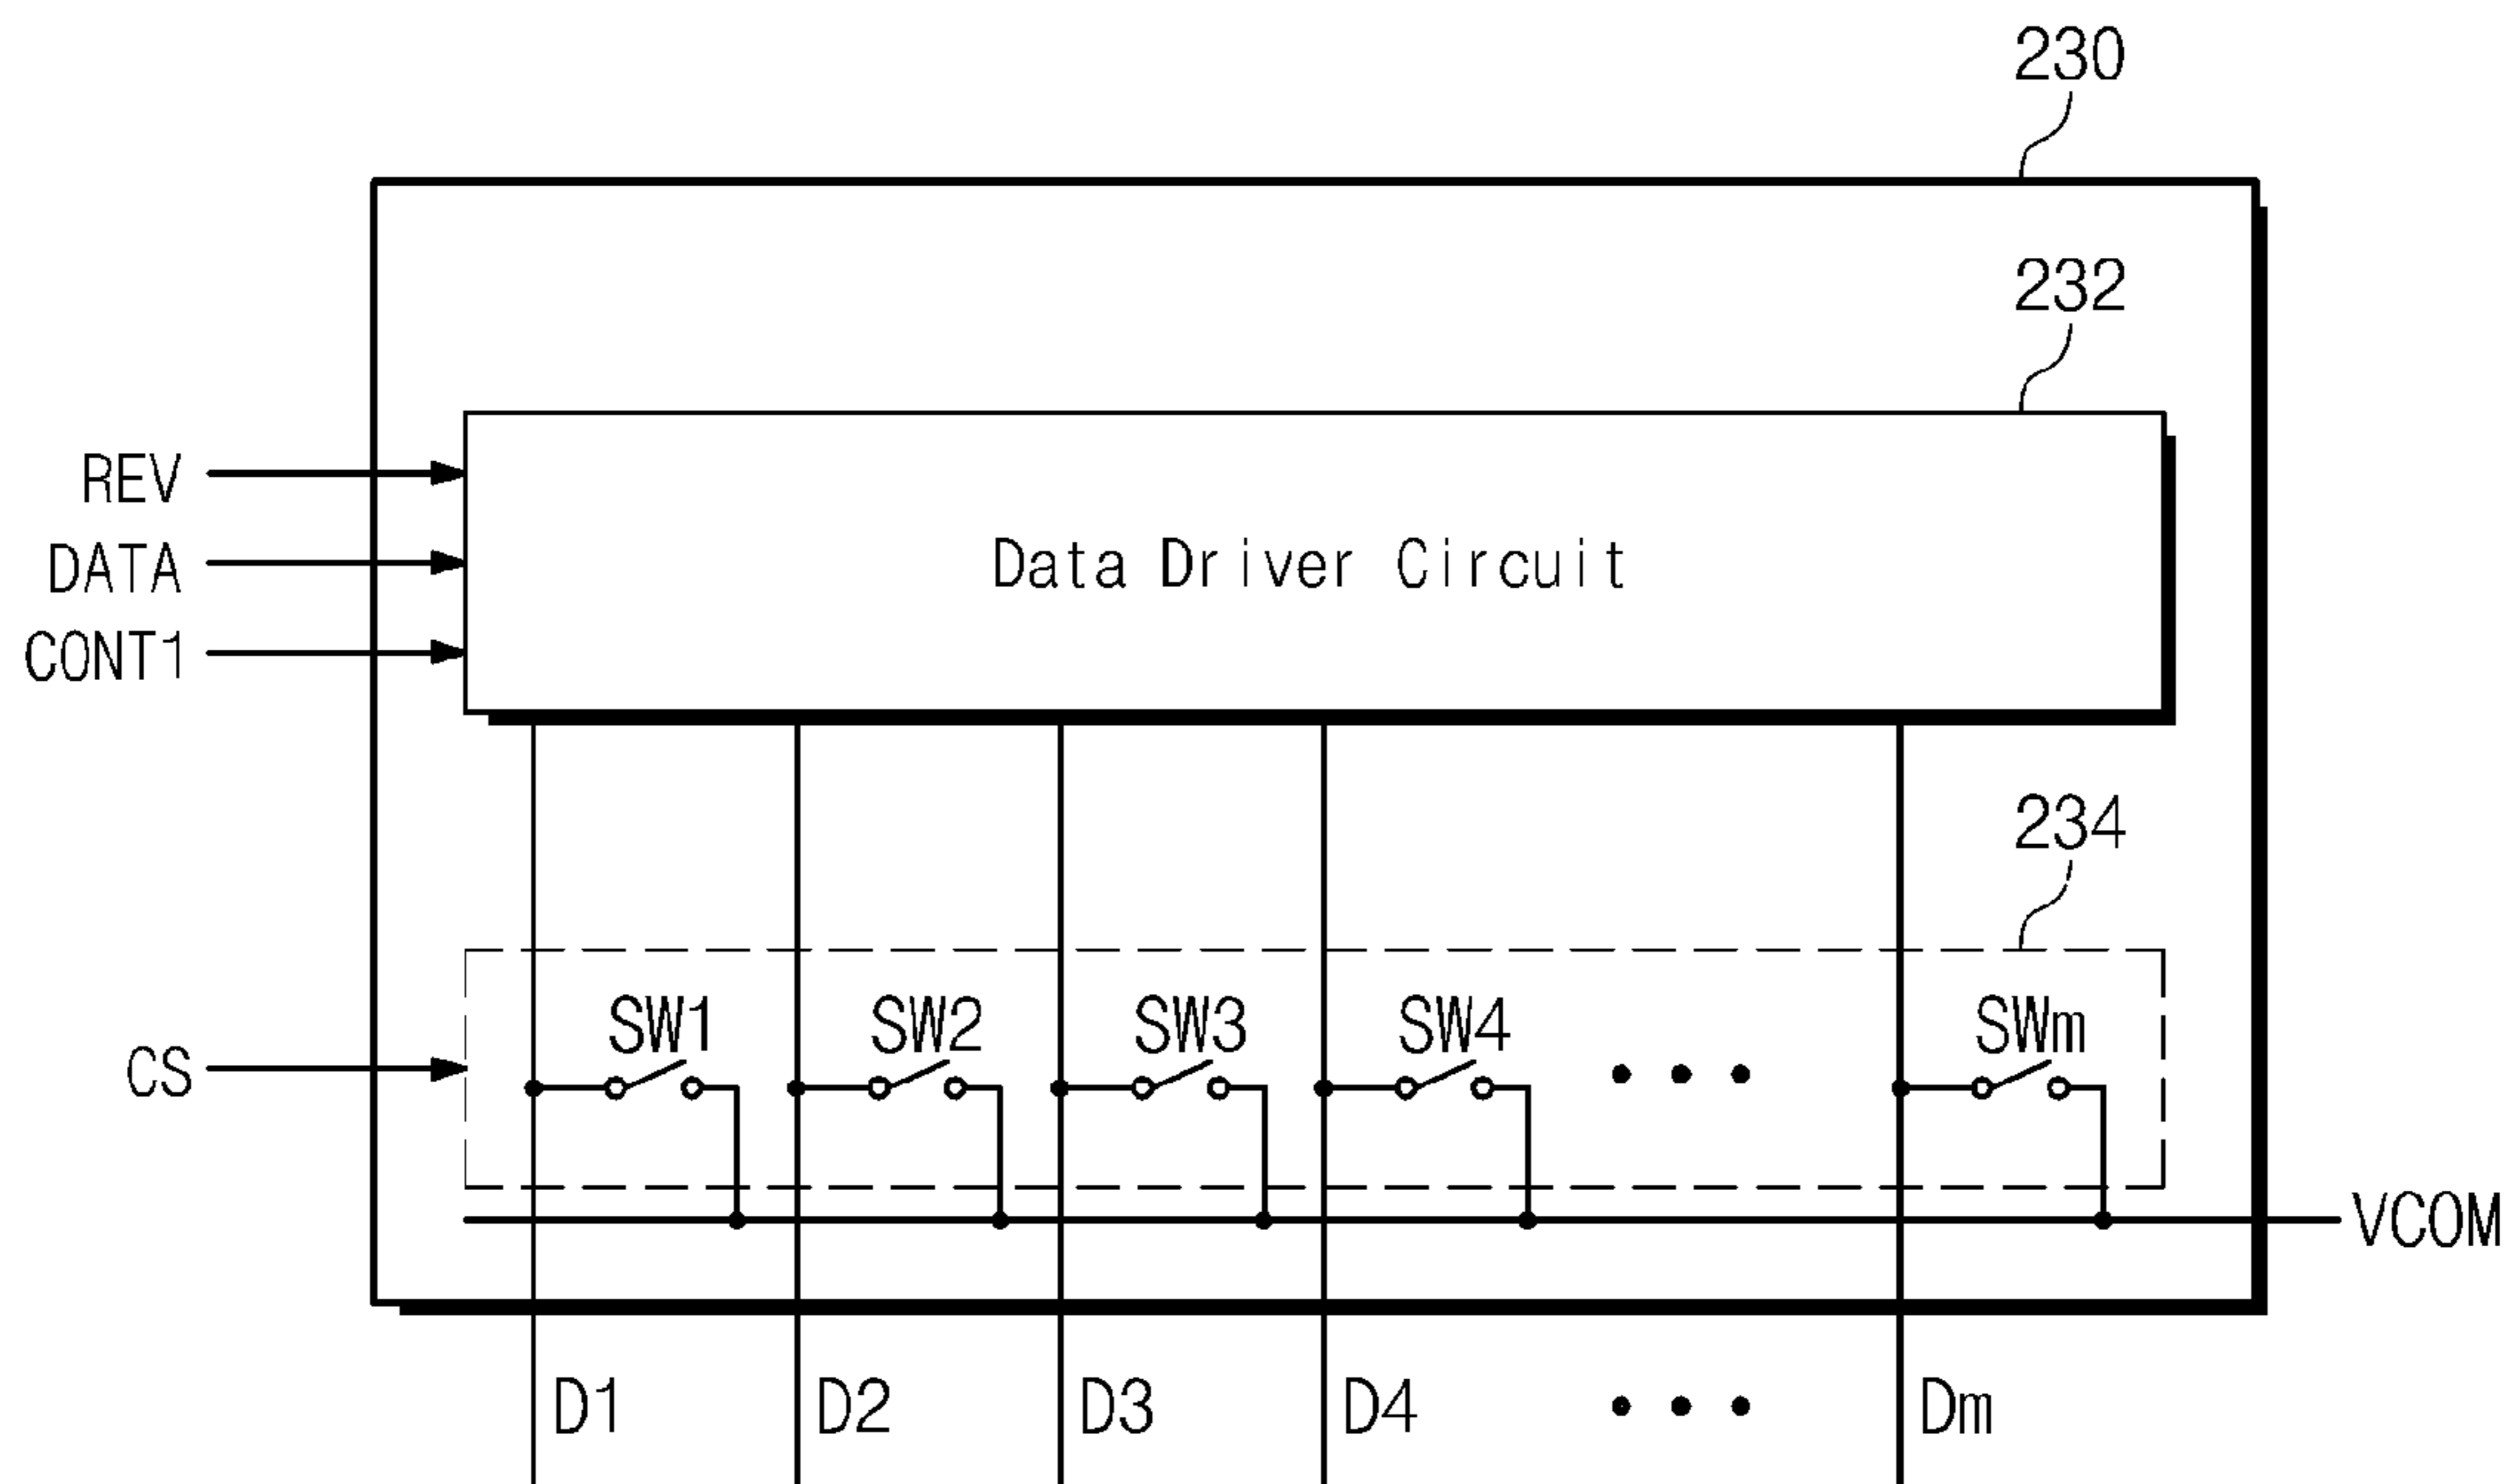 230
232
REV
DATA
CONT1
Data Driver Circuit
234
SW1 SW2 SW3 SW4 SWm
CS
VCOM
D1 D2 D3 D4 Dm